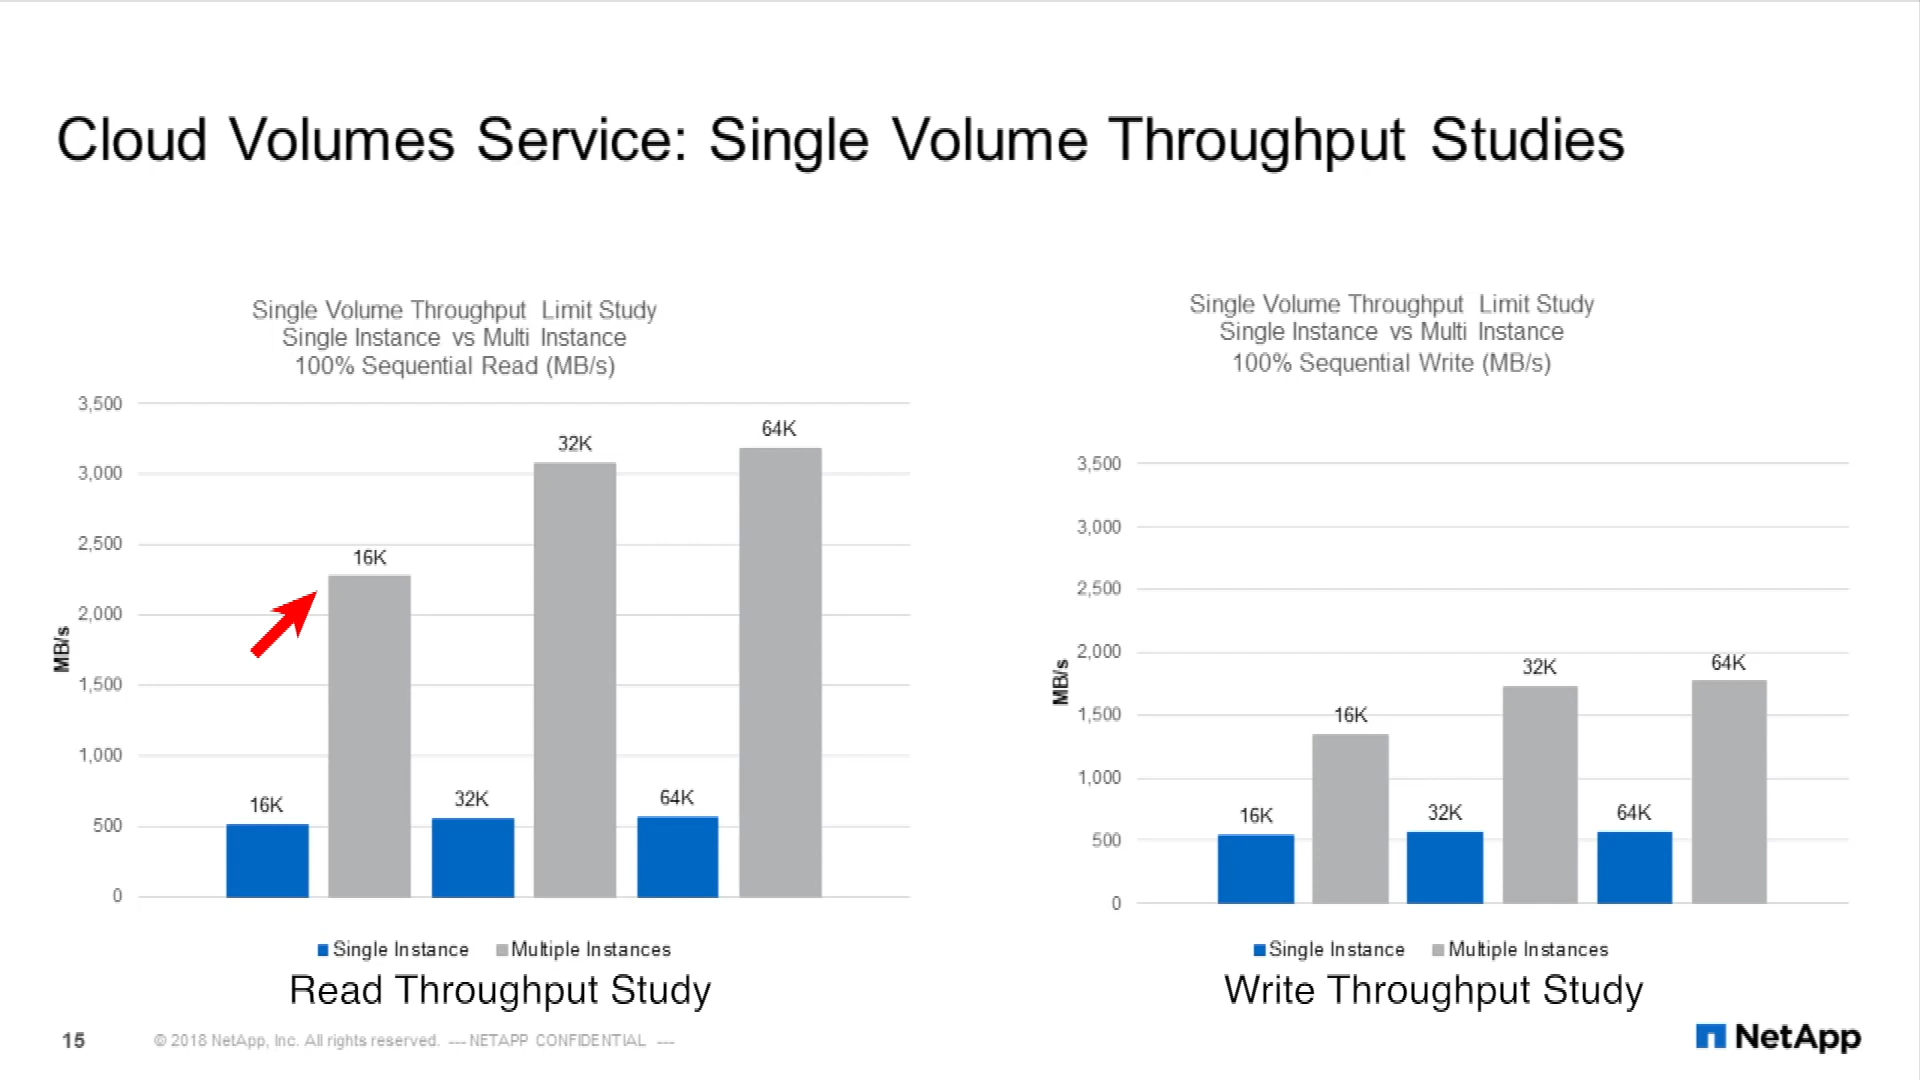 Cloud Volumes Service: Single Volume Throughput Studies
Single Volume Throughput Limit Study
Single Instance vs Multi Instance
100% Sequential Read (MB/s)
3,500
3,000
2,500
2,000
1,500
1,000
500
0
MB/s
16K
16K
32K
32K
64K
64K
Single Instance
Multiple Instances
Read Throughput Study
Single Volume Throughput Limit Study
Single Instance vs Multi Instance
100% Sequential Write (MB/s)
3,500
3,000
2,500
2,000
1,500
1,000
500
0
MB/s
16K
16K
32K
32K
64K
64K
Single Instance
Multiple Instances
Write Throughput Study
15
© 2018 NetApp, Inc. All rights reserved. --- NETAPP CONFIDENTIAL ---
NetApp